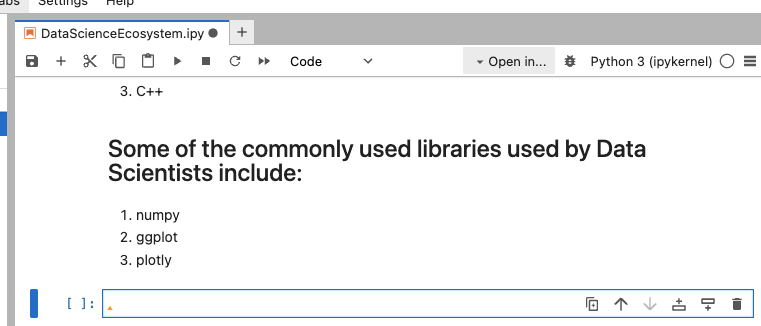 abs Settings Help
DataScienceEcosystem.ipy
Code Open in... Python 3 (ipykernel)
3. C++
Some of the commonly used libraries used by Data
Scientists include:
1. numpy
2. ggplot
3. plotly
[ ]: